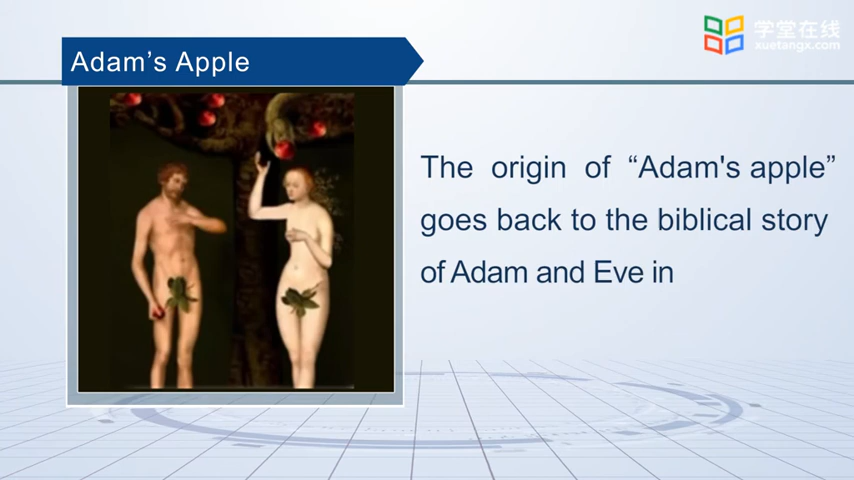 学堂在线
xuetangx.com
Adam’s Apple
The origin of “Adam's apple”
goes back to the biblical story
of Adam and Eve in